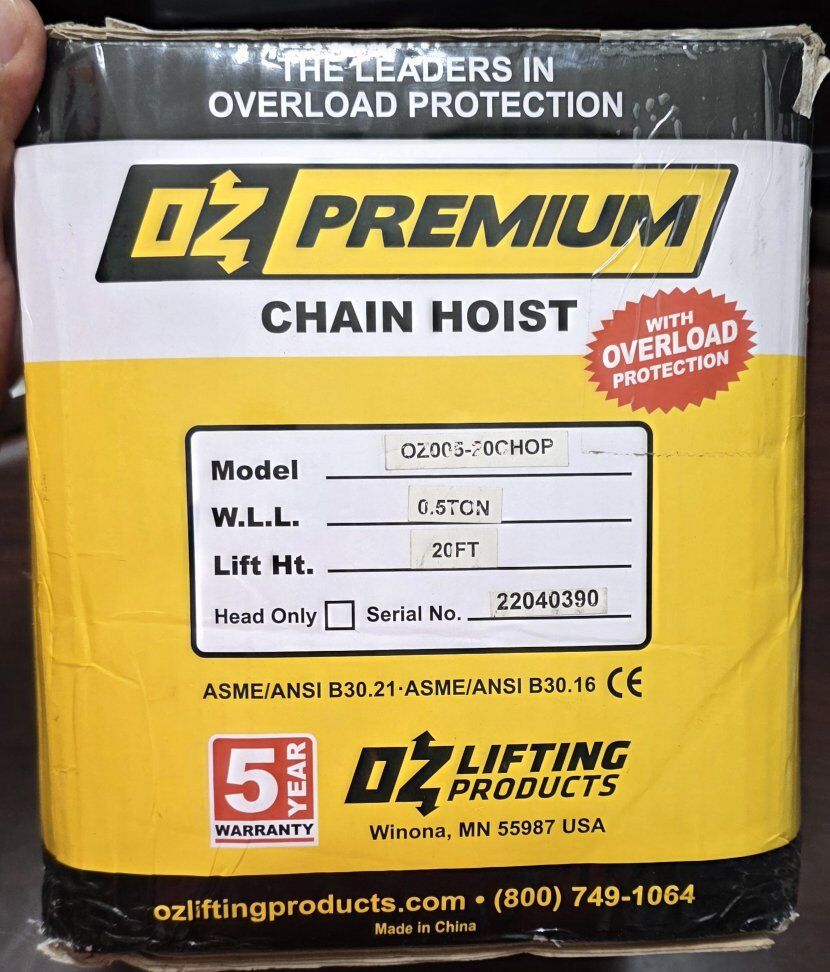 THE LEADERS IN
OVERLOAD PROTECTION
OZ PREMIUM
CHAIN HOIST
WITH
OVERLOAD
PROTECTION
Model OZ005-20CHOP
W.L.L. 0.5TON
Lift Ht. 20FT
Head Only Serial No. 22040390
ASME/ANSI B30.21·ASME/ANSI B30.16 CE
5 YEAR
WARRANTY
OZ LIFTING
PRODUCTS
Winona, MN 55987 USA
ozliftingproducts.com • (800) 749-1064
Made in China